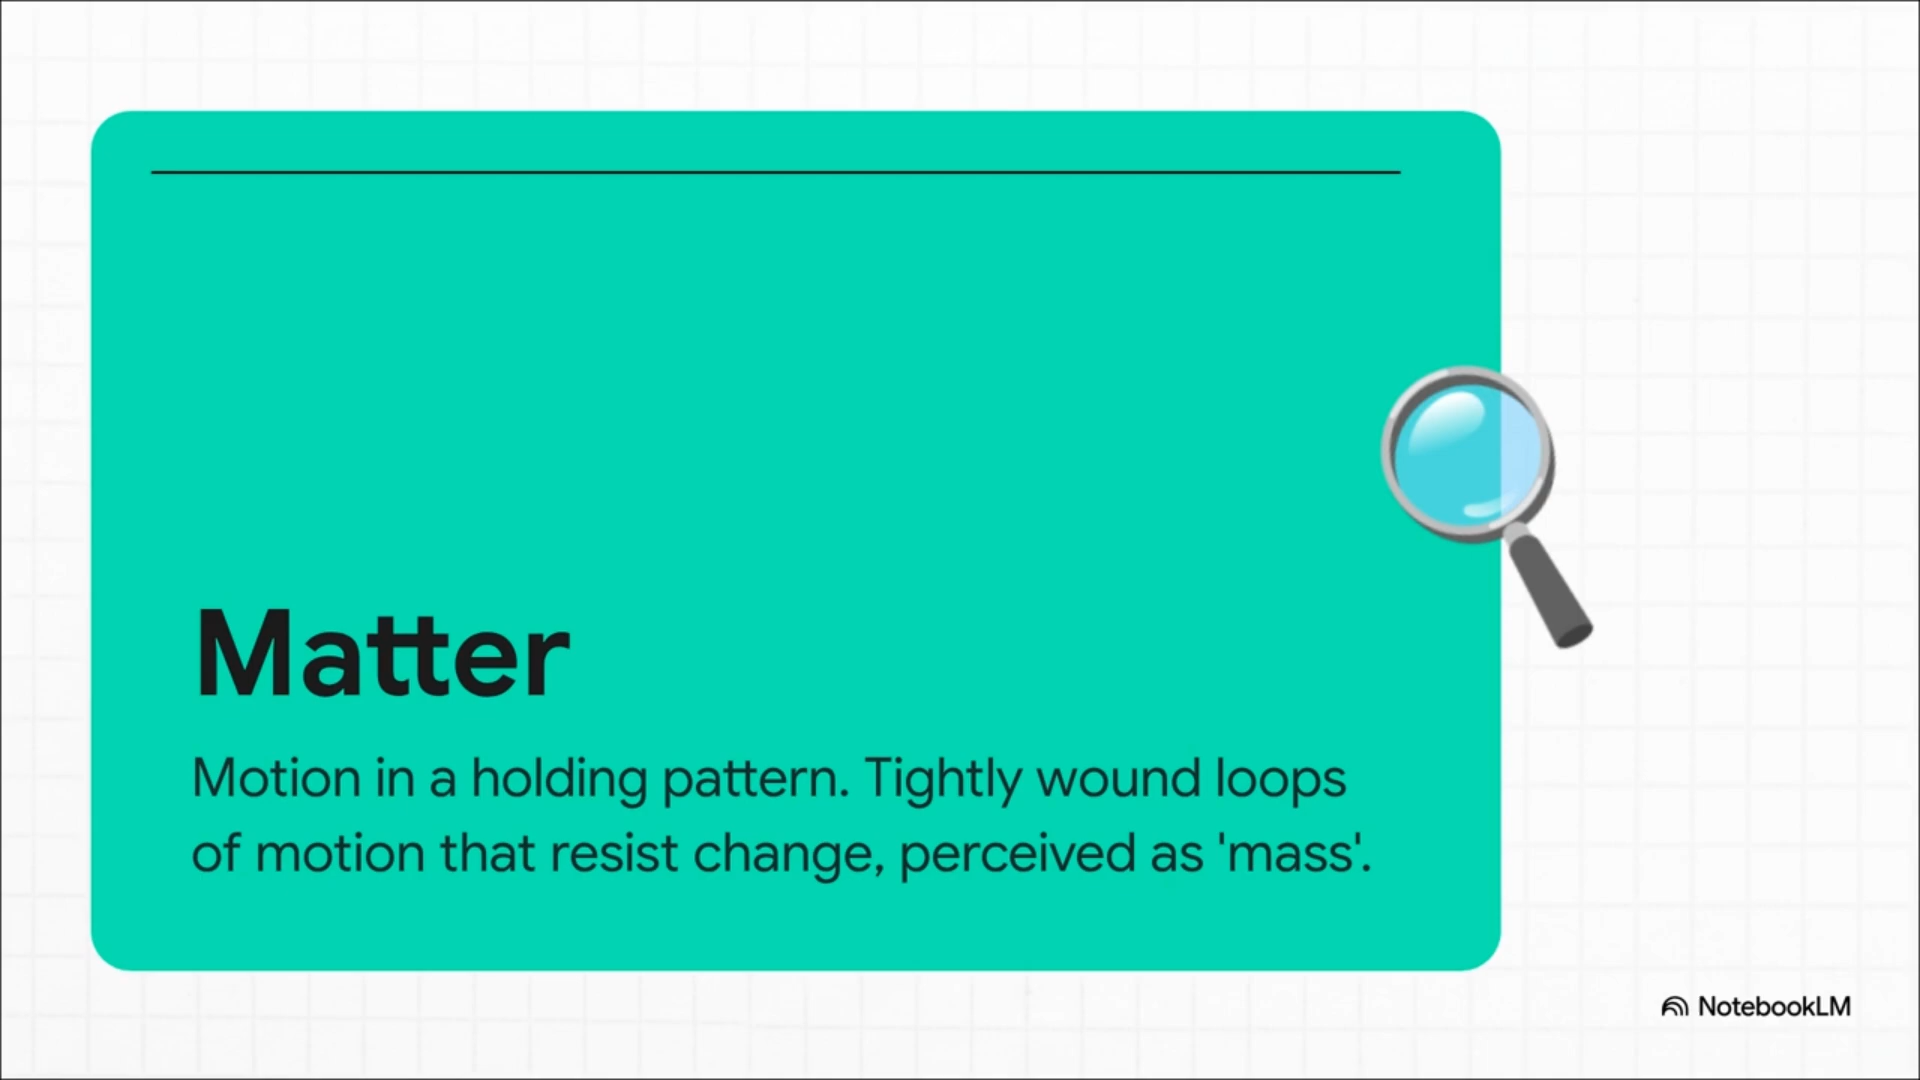 Matter
Motion in a holding pattern. Tightly wound loops
of motion that resist change, perceived as 'mass'.
NotebookLM